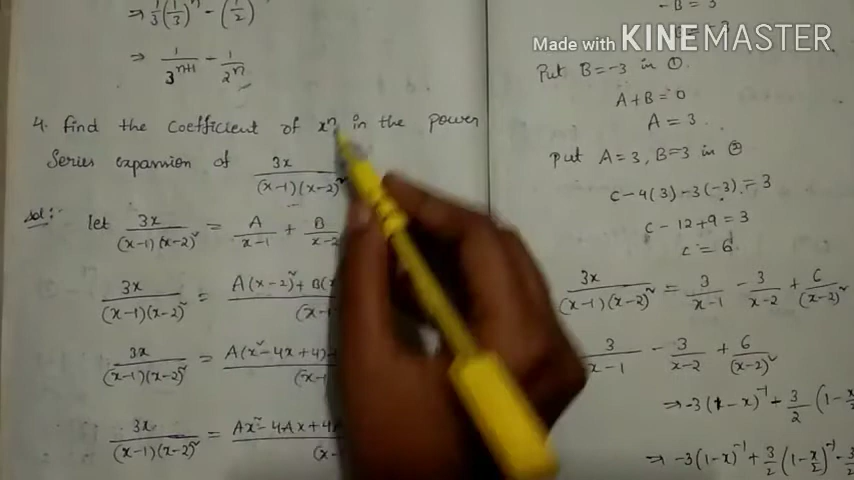 ⇒ 1/3 (1/3)^n - (1/2)
⇒ 1/3^(n+1) - 1/2^n
4. find the coefficient of x^n in the power
Series expansion of 3x/((x-1)(x-2)²
Sol:- let 3x/((x-1)(x-2)²) = A/(x-1) + B/(x-2
3x/((x-1)(x-2)²) = A(x-2)² + B(
3x/((x-1)(x-2)²) = A(x²-4x+4)
3x/((x-1)(x-2)²) = Ax²-4Ax+4
Made with KINEMASTER
-B = 3
Put B=-3 in ①
A+B=0
A = 3
put A=3, B=3 in ②
C-4(3)-3(-3)=3
C-12+9=3
C=6
3x/((x-1)(x-2)²) = 3/(x-1) - 3/(x-2) + C/(x-2)²
3/(x-1) - 3/(x-2) + 6/(x-2)²
⇒ -3(1-x)^-1 + 3/2 (1-x/
⇒ -3(1-x)^-1 + 3/2 (1-x/2)^-1 - 3/